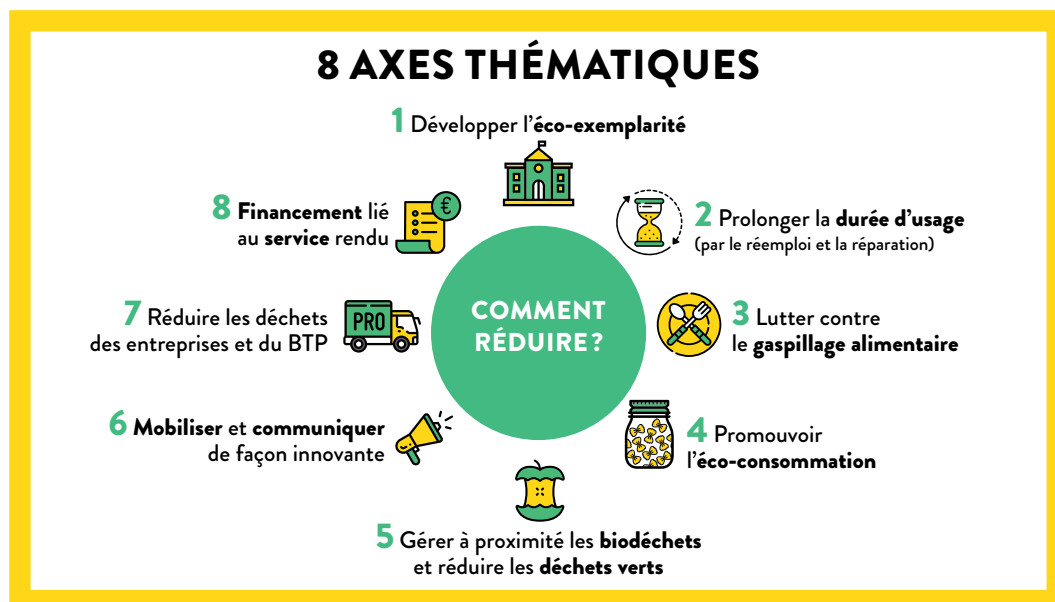 8 AXES THÉMATIQUES
1 Développer l'éco-exemplarité
2 Prolonger la durée d'usage
(par le réemploi et la réparation)
3 Lutter contre
le gaspillage alimentaire
4 Promouvoir
l'éco-consommation
5 Gérer à proximité les biodéchets
et réduire les déchets verts
6 Mobiliser et communiquer
de façon innovante
7 Réduire les déchets
des entreprises et du BTP
PRO
8 Financement lié
au service rendu
€
COMMENT
RÉDUIRE ?